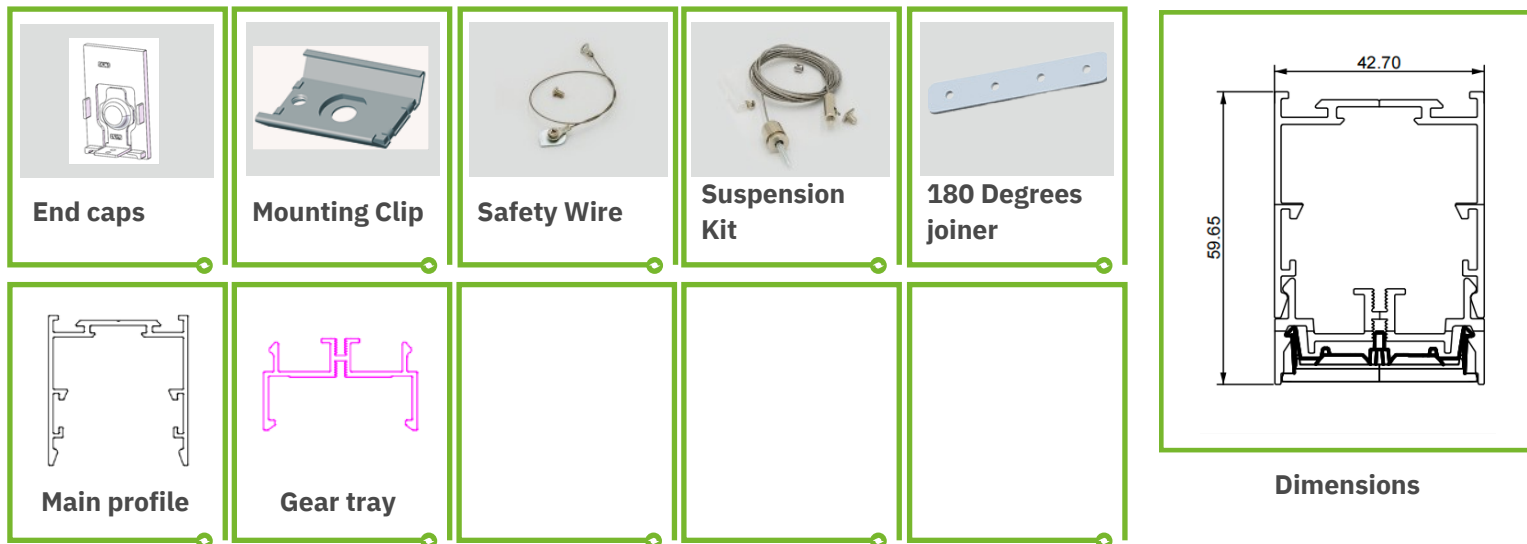 End caps
Mounting Clip
Safety Wire
Suspension
Kit
180 Degrees
joiner
Main profile
Gear tray
42.70
59.65
Dimensions